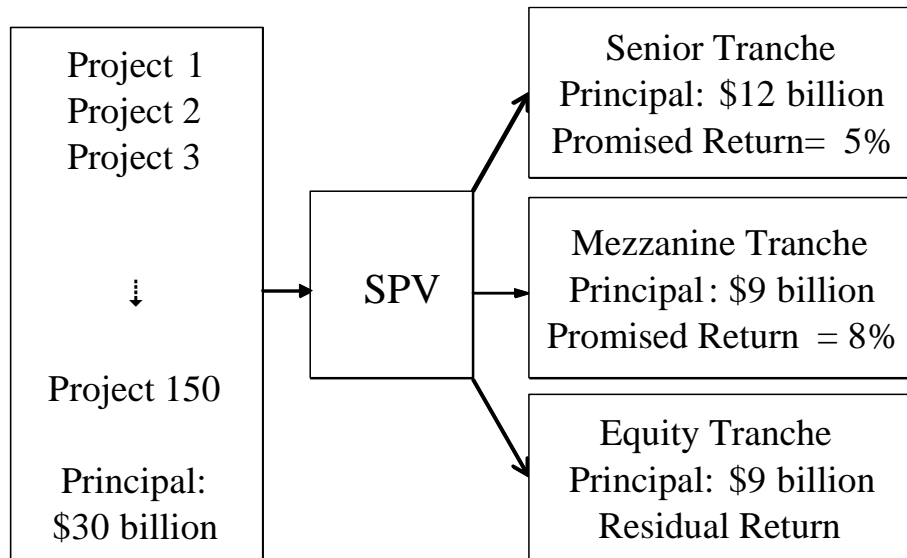 Project 1
Project 2
Project 3
Project 150
Principal:
$30 billion
SPV
Senior Tranche
Principal: $12 billion
Promised Return= 5%
Mezzanine Tranche
Principal: $9 billion
Promised Return = 8%
Equity Tranche
Principal: $9 billion
Residual Return